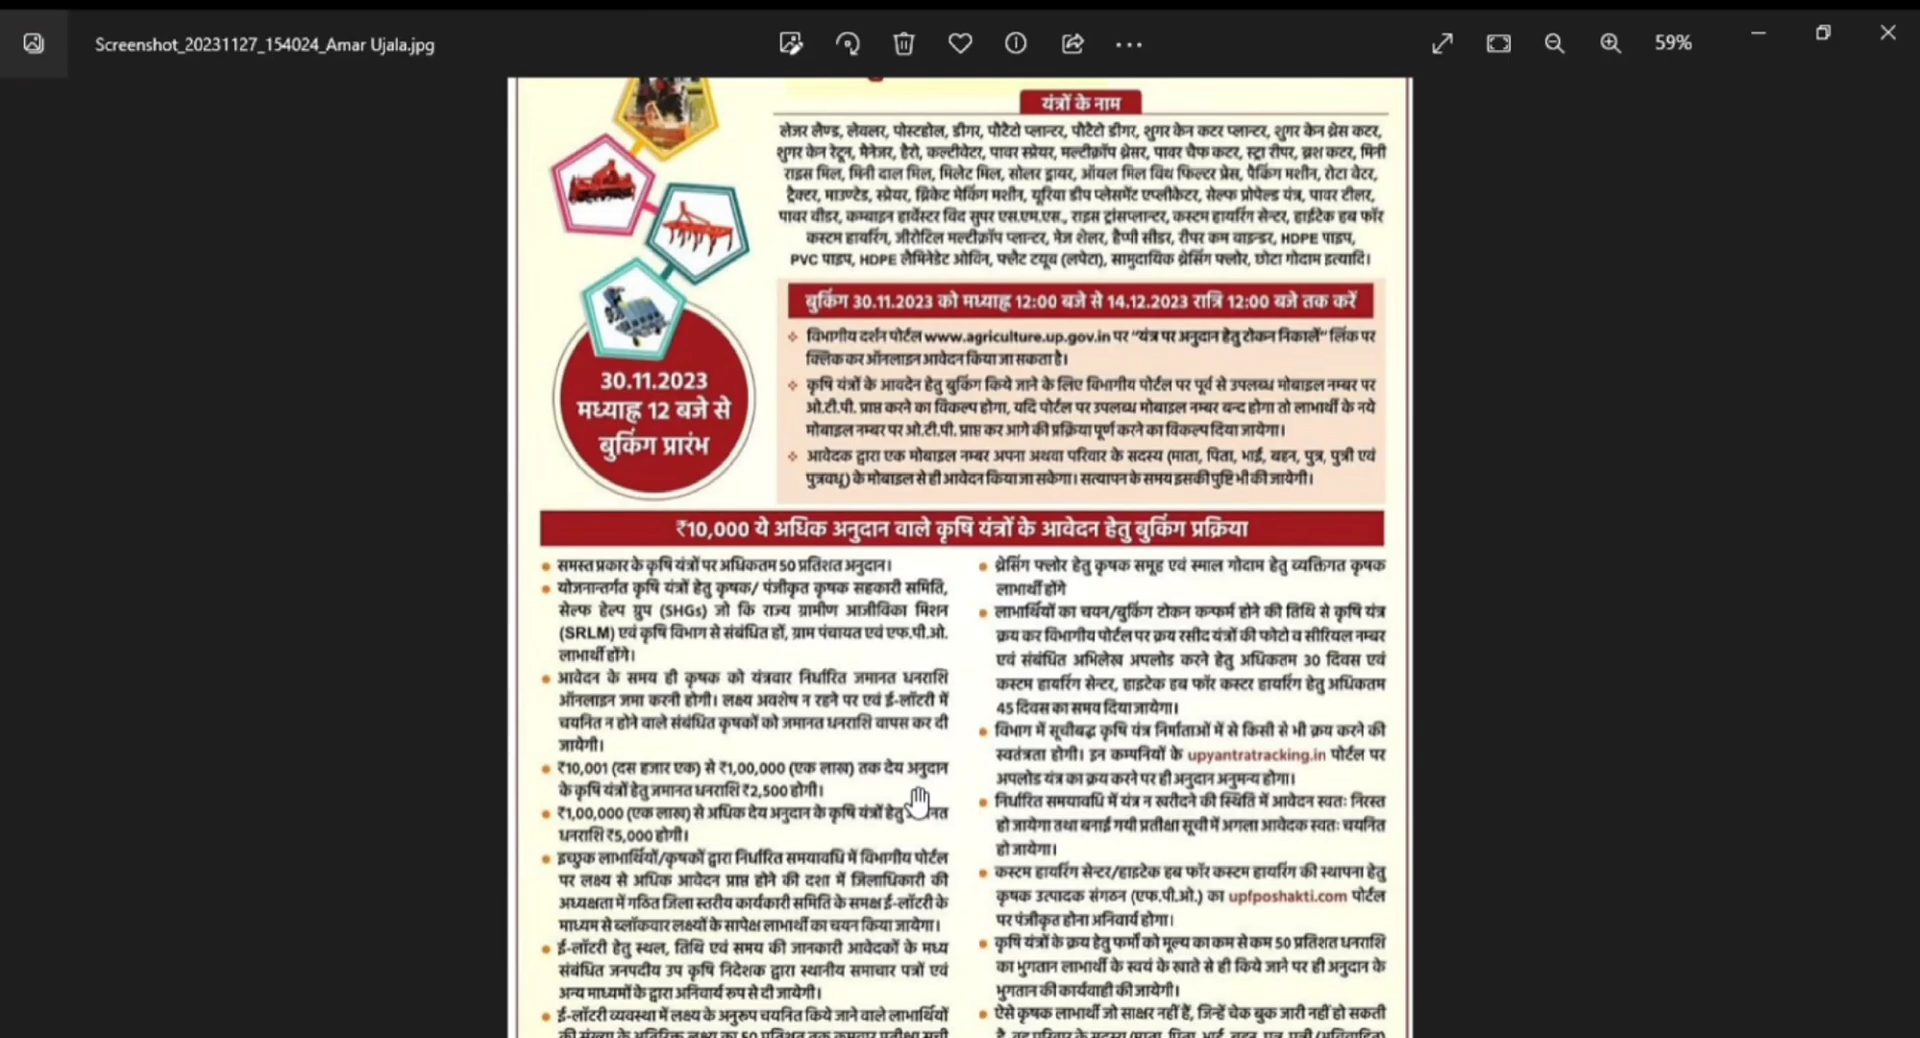 Screenshot_20231127_154024_Amar Ujala.jpg
59%
यंत्रों के नाम
लेजर लैण्ड, लेवलर, पोस्टहोल, डीगर, पौटैटो प्लान्टर, पौटैटो डीगर, शुगर केन कटर प्लान्टर, शुगर केन थ्रेस कटर,
शुगर केन रेटून, मैनेजर, हैरो, कल्टीवेटर, पावर स्प्रेयर, मल्टीक्रॉप थ्रेसर, पावर चैफ कटर, स्ट्रा रीपर, ब्रश कटर, मिनी
राइस मिल, मिनी दाल मिल, मिलेट मिल, सोलर ड्रायर, ऑयल मिल विथ फिल्टर प्रेस, पैकिंग मशीन, रोटा वेटर,
ट्रैक्टर, माउण्टेड, स्प्रेयर, ब्रिकेट मेकिंग मशीन, यूरिया डीप प्लेसमेंट एप्लीकेटर, सेल्फ प्रोपेल्ड यंत्र, पावर टीलर,
पावर वीडर, कम्बाइन हार्वेस्टर विद सुपर एस.एम.एस., राइस ट्रांसप्लान्टर, कस्टम हायरिंग सेन्टर, हाईटेक हब फॉर
कस्टम हायरिंग, जीरोटिल मल्टीक्रॉप प्लान्टर, मेज शेलर, हैप्पी सीडर, रीपर कम वाइन्डर, HDPE पाइप,
PVC पाइप, HDPE लैमिनेडेट ओविन, फ्लैट टयूब (लपेटा), सामुदायिक थ्रेसिंग फ्लोर, छोटा गोदाम इत्यादि।
बुकिंग 30.11.2023 को मध्याह्न 12:00 बजे से 14.12.2023 रात्रि 12:00 बजे तक करें
विभागीय दर्शन पोर्टल www.agriculture.up.gov.in पर "यंत्र पर अनुदान हेतु टोकन निकालें" लिंक पर
क्लिक कर ऑनलाइन आवेदन किया जा सकता है।
कृषि यंत्रों के आवदेन हेतु बुकिंग किये जाने के लिए विभागीय पोर्टल पर पूर्व से उपलब्ध मोबाइल नम्बर पर
ओ.टी.पी. प्राप्त करने का विकल्प होगा, यदि पोर्टल पर उपलब्ध मोबाइल नम्बर बन्द होगा तो लाभार्थी के नये
मोबाइल नम्बर पर ओ.टी.पी. प्राप्त कर आगे की प्रक्रिया पूर्ण करने का विकल्प दिया जायेगा।
आवेदक द्वारा एक मोबाइल नम्बर अपना अथवा परिवार के सदस्य (माता, पिता, भाई, बहन, पुत्र, पुत्री एवं
पुत्रवधू) के मोबाइल से ही आवेदन किया जा सकेगा। सत्यापन के समय इसकी पुष्टि भी की जायेगी।
30.11.2023
मध्याह्न 12 बजे से
बुकिंग प्रारंभ
₹10,000 ये अधिक अनुदान वाले कृषि यंत्रों के आवेदन हेतु बुकिंग प्रक्रिया
समस्त प्रकार के कृषि यंत्रों पर अधिकतम 50 प्रतिशत अनुदान।
योजनान्तर्गत कृषि यंत्रों हेतु कृषक/ पंजीकृत कृषक सहकारी समिति,
सेल्फ हेल्प ग्रुप (SHGs) जो कि राज्य ग्रामीण आजीविका मिशन
(SRLM) एवं कृषि विभाग से संबंधित हों, ग्राम पंचायत एवं एफ.पी.ओ.
लाभार्थी होंगे।
आवेदन के समय ही कृषक को यंत्रवार निर्धारित जमानत धनराशि
ऑनलाइन जमा करनी होगी। लक्ष्य अवशेष न रहने पर एवं ई-लॉटरी में
चयनित न होने वाले संबंधित कृषकों को जमानत धनराशि वापस कर दी
जायेगी।
₹10,001 (दस हजार एक) से ₹1,00,000 (एक लाख) तक देय अनुदान
के कृषि यंत्रों हेतु जमानत धनराशि ₹2,500 होगी।
₹1,00,000 (एक लाख) से अधिक देय अनुदान के कृषि यंत्रों हेतु
धनराशि ₹5,000 होगी।
इच्छुक लाभार्थियों/कृषकों द्वारा निर्धारित समयावधि में विभागीय पोर्टल
पर लक्ष्य से अधिक आवेदन प्राप्त होने की दशा में जिलाधिकारी की
अध्यक्षता में गठित जिला स्तरीय कार्यकारी समिति के समक्ष ई-लॉटरी के
माध्यम से ब्लॉकवार लक्ष्यों के सापेक्ष लाभार्थी का चयन किया जायेगा।
ई-लॉटरी हेतु स्थल, तिथि एवं समय की जानकारी आवेदकों के मध्य
संबंधित जनपदीय उप कृषि निदेशक द्वारा स्थानीय समाचार पत्रों एवं
अन्य माध्यमों के द्वारा अनिवार्य रूप से दी जायेगी।
ई-लॉटरी व्यवस्था में लक्ष्य के अनुरूप चयनित किये जाने वाले लाभार्थियों
थ्रेसिंग फ्लोर हेतु कृषक समूह एवं स्माल गोदाम हेतु व्यक्तिगत कृषक
लाभार्थी होंगे
लाभार्थियों का चयन/बुकिंग टोकन कन्फर्म होने की तिथि से कृषि यंत्र
क्रय कर विभागीय पोर्टल पर क्रय रसीद यंत्रों की फोटो व सीरियल नम्बर
एवं संबंधित अभिलेख अपलोड करने हेतु अधिकतम 30 दिवस एवं
कस्टम हायरिंग सेन्टर, हाइटेक हब फॉर कस्टर हायरिंग हेतु अधिकतम
45 दिवस का समय दिया जायेगा।
विभाग में सूचीबद्ध कृषि यंत्र निर्माताओं में से किसी से भी क्रय करने की
स्वतंत्रता होगी। इन कम्पनियों के upyantratracking.in पोर्टल पर
अपलोड यंत्र का क्रय करने पर ही अनुदान अनुमन्य होगा।
निर्धारित समयावधि में यंत्र न खरीदने की स्थिति में आवेदन स्वतः निरस्त
हो जायेगा तथा बनाई गयी प्रतीक्षा सूची में अगला आवेदक स्वतः चयनित
हो जायेगा।
कस्टम हायरिंग सेन्टर/हाइटेक हब फॉर कस्टम हायरिंग की स्थापना हेतु
कृषक उत्पादक संगठन (एफ.पी.ओ.) का upfposhakti.com पोर्टल
पर पंजीकृत होना अनिवार्य होगा।
कृषि यंत्रों के क्रय हेतु फर्मों को मूल्य का कम से कम 50 प्रतिशत धनराशि
का भुगतान लाभार्थी के स्वयं के खाते से ही किये जाने पर ही अनुदान के
भुगतान की कार्यवाही की जायेगी।
ऐसे कृषक लाभार्थी जो साक्षर नहीं हैं, जिन्हें चेक बुक जारी नहीं हो सकती